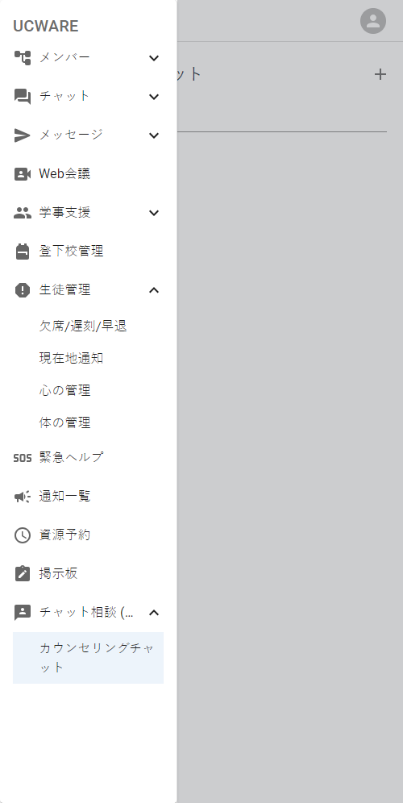 UCWARE
メンバー
チャット
メッセージ
Web会議
学事支援
登下校管理
生徒管理
欠席/遅刻/早退
現在地通知
心の管理
体の管理
SOS 緊急ヘルプ
通知一覧
資源予約
掲示板
チャット相談 (...
カウンセリングチャ
ット
ット